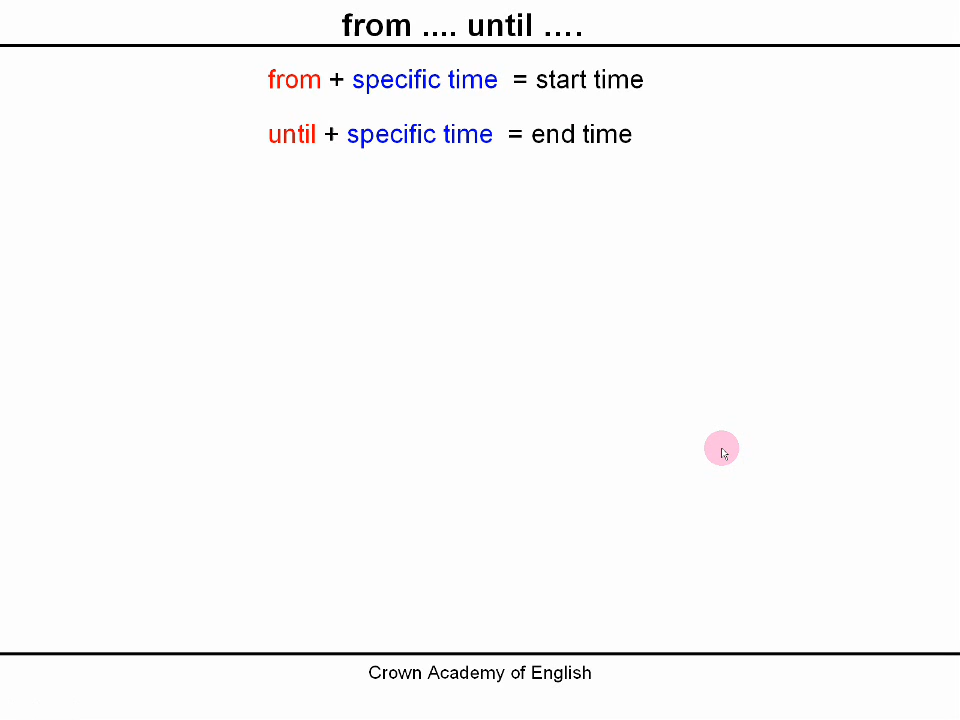 from .... until ….
from + specific time = start time
until + specific time = end time
Crown Academy of English